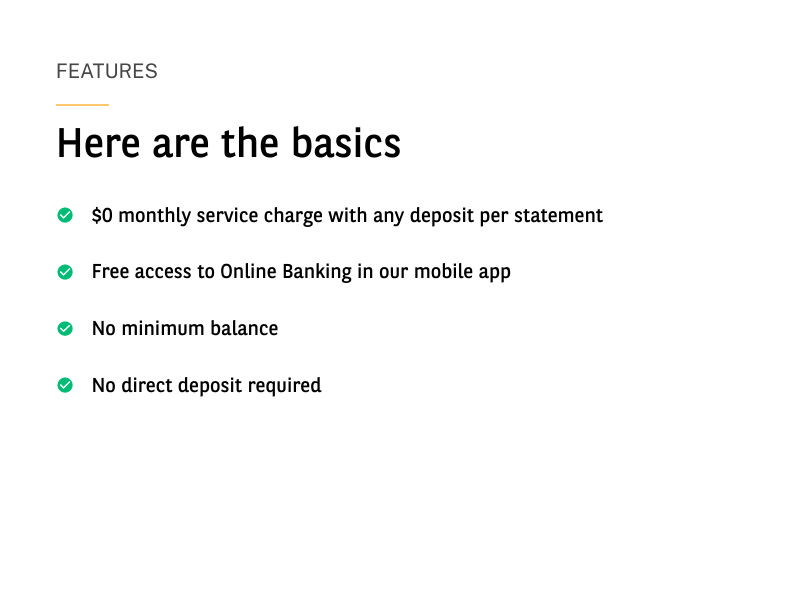 FEATURES
Here are the basics
$0 monthly service charge with any deposit per statement
Free access to Online Banking in our mobile app
No minimum balance
No direct deposit required